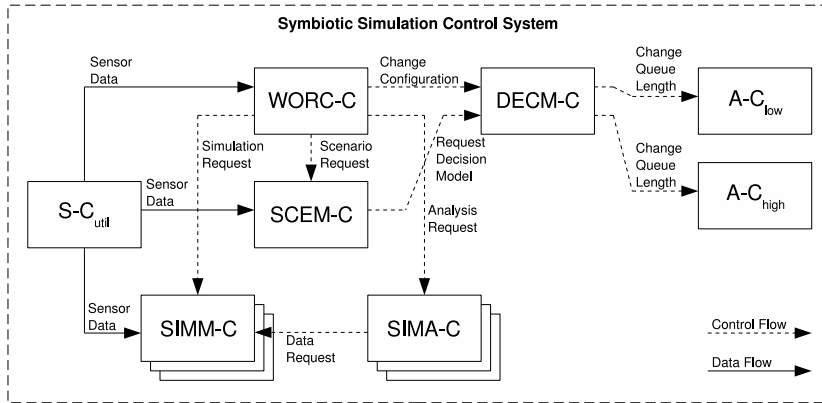 Symbiotic Simulation Control System
Sensor
Data
WORC-C
Change
Configuration
DECM-C
Change
Queue
Length
A-Clow
Simulation
Request
Scenario
Request
Request
Decision
Model
Change
Queue
Length
A-Chigh
S-Cutil
Sensor
Data
SCEM-C
Analysis
Request
Sensor
Data
SIMM-C
Data
Request
SIMA-C
Control Flow
Data Flow